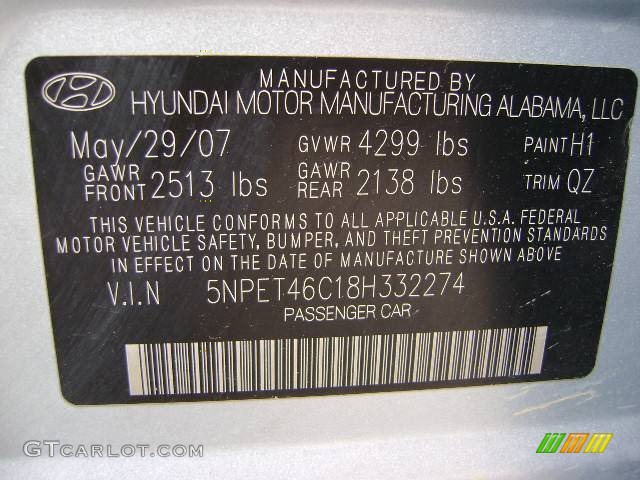 MANUFACTURED BY
HYUNDAI MOTOR MANUFACTURING ALABAMA, LLC
May/29/07 GVWR 4299 lbs PAINT H1
GAWR FRONT 2513 lbs GAWR REAR 2138 lbs TRIM QZ
THIS VEHICLE CONFORMS TO ALL APPLICABLE U.S.A. FEDERAL
MOTOR VEHICLE SAFETY, BUMPER, AND THEFT PREVENTION STANDARDS
IN EFFECT ON THE DATE OF MANUFACTURE SHOWN ABOVE
V.I.N 5NPET46C18H332274
PASSENGER CAR
GTCarlot.com